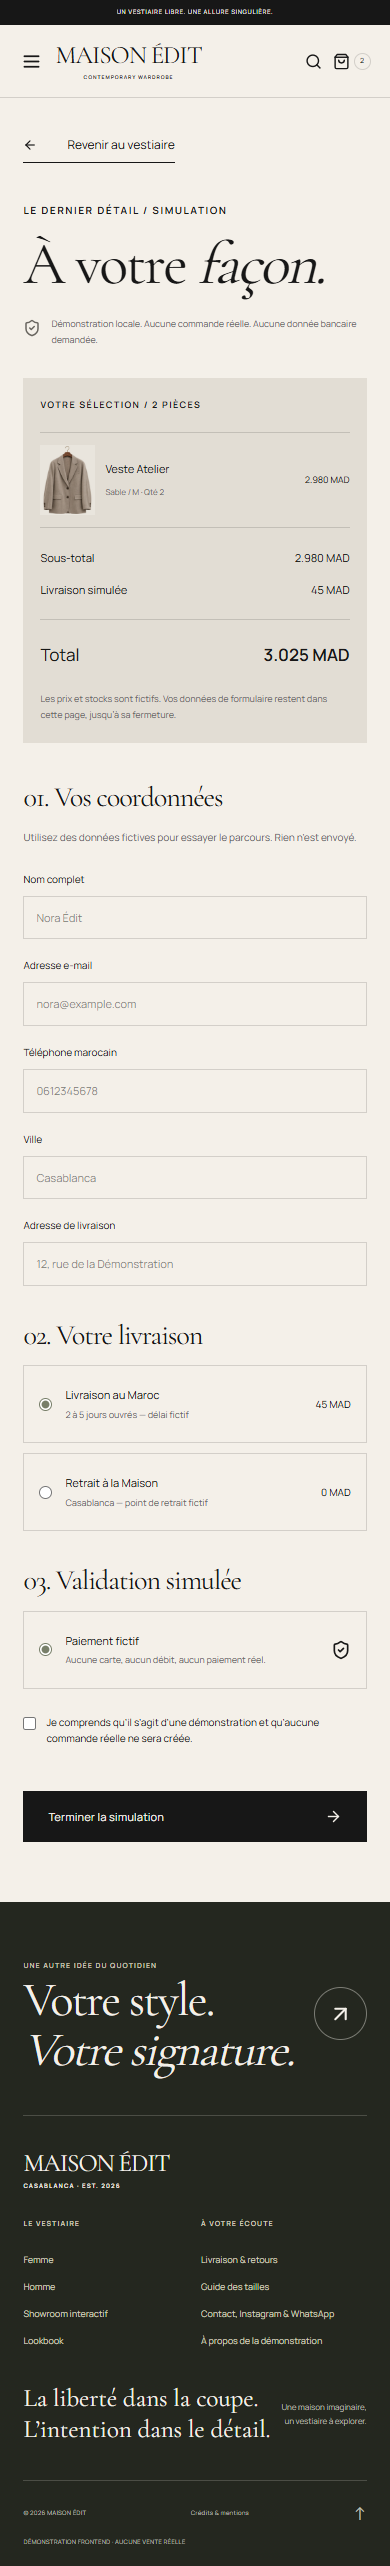 UN VESTIAIRE LIBRE. UNE ALLURE SINGULIÈRE.
MAISON ÉDIT
CONTEMPORARY WARDROBE
2
Revenir au vestiaire
LE DERNIER DÉTAIL / SIMULATION
À votre façon.
Démonstration locale. Aucune commande réelle. Aucune donnée bancaire
demandée.
VOTRE SÉLECTION / 2 PIÈCES
Veste Atelier
Sable / M · Qté 2
2.980 MAD
Sous-total 2.980 MAD
Livraison simulée 45 MAD
Total 3.025 MAD
Les prix et stocks sont fictifs. Vos données de formulaire restent dans
cette page, jusqu’à sa fermeture.
01. Vos coordonnées
Utilisez des données fictives pour essayer le parcours. Rien n’est envoyé.
Nom complet
Nora Édit
Adresse e-mail
nora@example.com
Téléphone marocain
0612345678
Ville
Casablanca
Adresse de livraison
12, rue de la Démonstration
02. Votre livraison
Livraison au Maroc
2 à 5 jours ouvrés — délai fictif
45 MAD
Retrait à la Maison
Casablanca — point de retrait fictif
0 MAD
03. Validation simulée
Paiement fictif
Aucune carte, aucun débit, aucun paiement réel.
Je comprends qu’il s’agit d’une démonstration et qu’aucune
commande réelle ne sera créée.
Terminer la simulation
UNE AUTRE IDÉE DU QUOTIDIEN
Votre style.
Votre signature.
MAISON ÉDIT
CASABLANCA · EST. 2026
LE VESTIAIRE
Femme
Homme
Showroom interactif
Lookbook
À VOTRE ÉCOUTE
Livraison & retours
Guide des tailles
Contact, Instagram & WhatsApp
À propos de la démonstration
La liberté dans la coupe.
L’intention dans le détail.
Une maison imaginaire,
un vestiaire à explorer.
© 2026 MAISON ÉDIT
Crédits & mentions
DÉMONSTRATION FRONTEND · AUCUNE VENTE RÉELLE